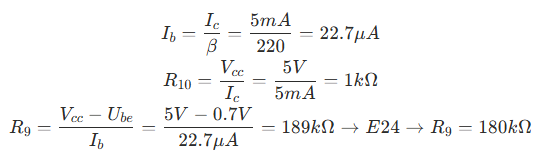 I_b = I_c / β = 5mA / 220 = 22.7μA
R_10 = V_cc / I_c = 5V / 5mA = 1kΩ
R_9 = (V_cc − U_be) / I_b = (5V − 0.7V) / 22.7μA = 189kΩ → E24 → R_9 = 180kΩ